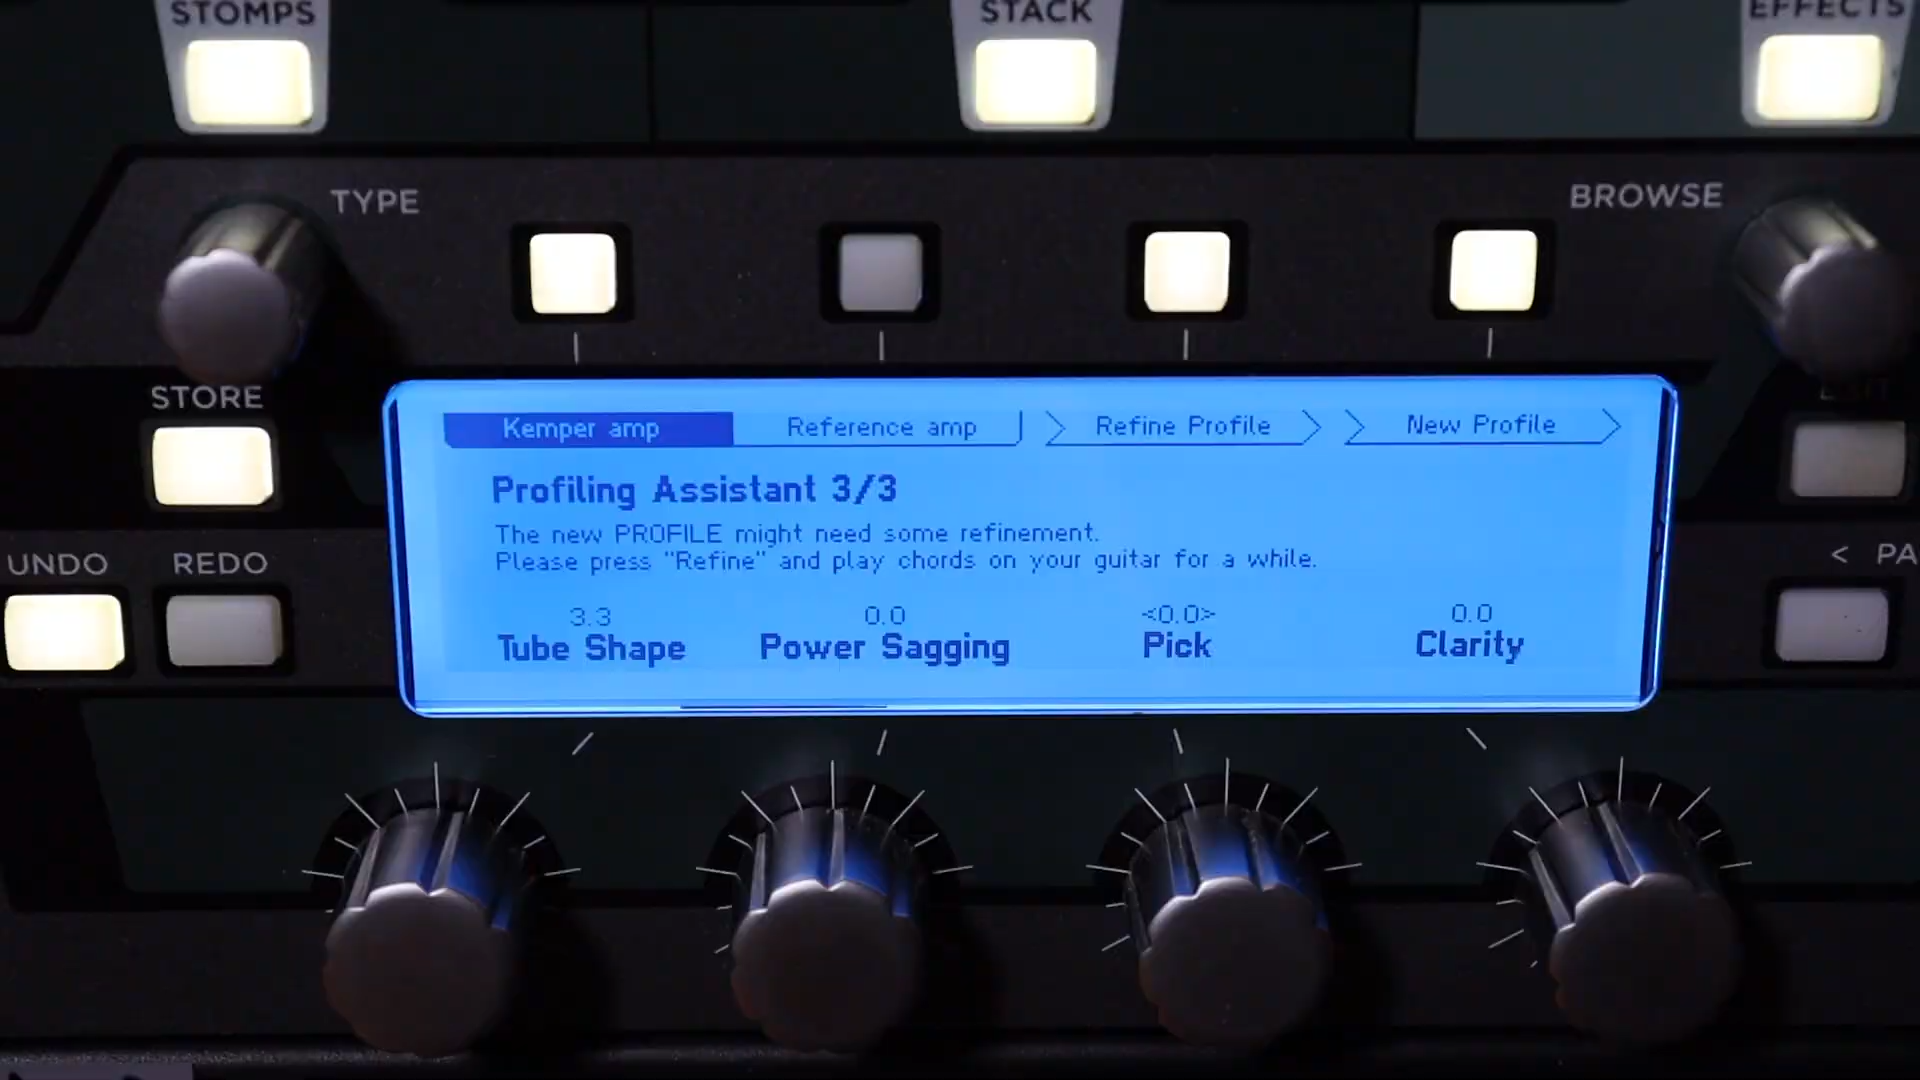 STOMPS
STACK
EFFECTS
TYPE
BROWSE
STORE
Kemper amp
Reference amp
Refine Profile
New Profile
Profiling Assistant 3/3
The new PROFILE might need some refinement.
Please press "Refine" and play chords on your guitar for a while.
UNDO
REDO
< PA
3.3
0.0
<0.0>
0.0
Tube Shape
Power Sagging
Pick
Clarity